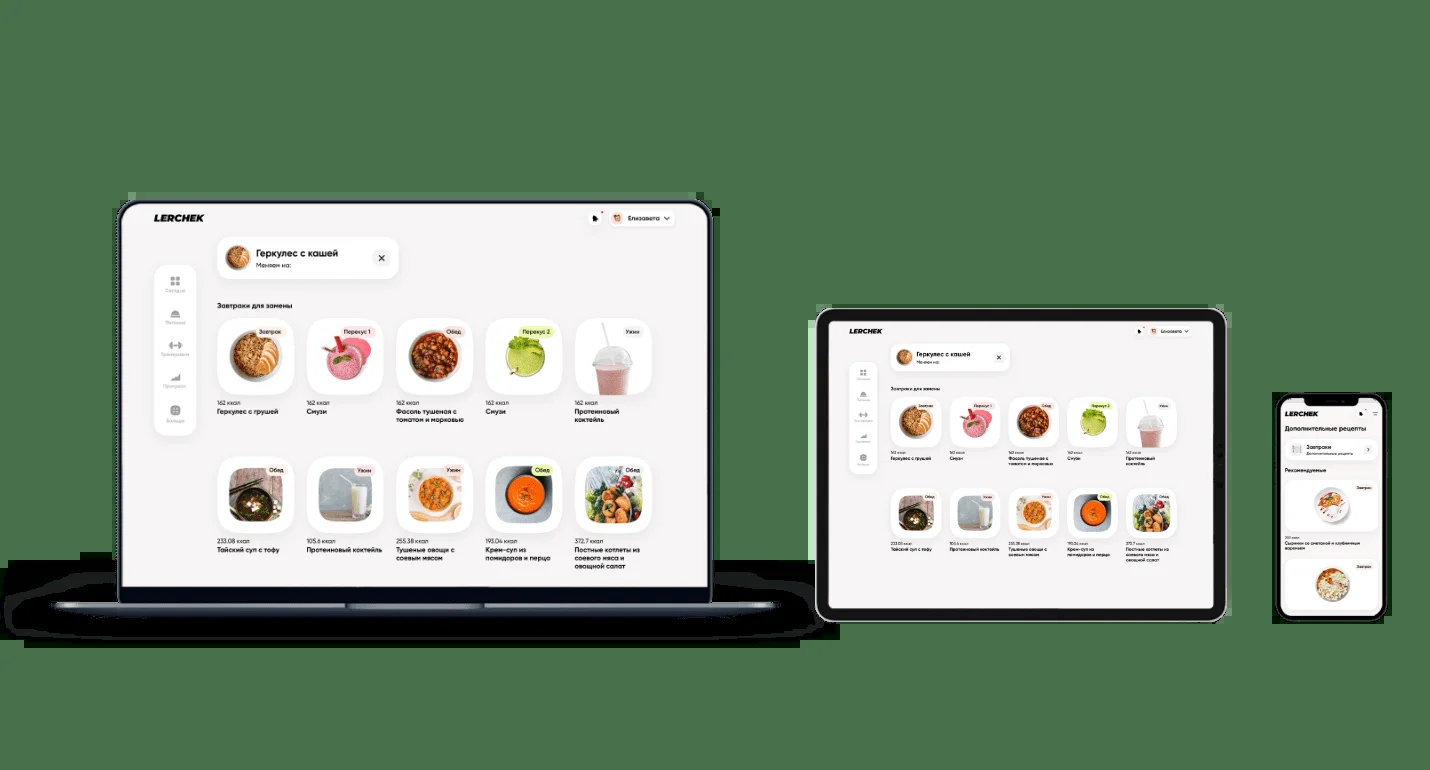 LERCHEK
Елизавета
Геркулес с кашей
Меняем на:
Сегодня
Питание
Тренировки
Прогресс
Завтраки для замены
Завтрак
Перекус 1
Обед
Перекус 2
Ужин
162 ккал
162 ккал
162 ккал
162 ккал
162 ккал
Геркулес с грушей
Смузи
Фасоль тушеная с
томатом и морковью
Смузи
Протеиновый
коктейль
Обед
Ужин
Ужин
Обед
Обед
233.08 ккал
105.6 ккал
255.38 ккал
193.04 ккал
372.7 ккал
Тайский суп с тофу
Протеиновый коктейль
Тушеные овощи с
соевым мясом
Крем-суп из
помидоров и перца
Постные котлеты из
соевого мяса и
овощной салат
LERCHEK
Елизавета
Геркулес с кашей
Меняем на:
Завтраки для замены
Завтрак
Перекус 1
Обед
Перекус 2
Ужин
162 ккал
162 ккал
162 ккал
162 ккал
162 ккал
Геркулес с грушей
Смузи
Фасоль тушеная с
томатом и морковью
Смузи
Протеиновый
коктейль
Обед
Ужин
Ужин
Обед
Обед
233.08 ккал
105.6 ккал
255.38 ккал
193.04 ккал
372.7 ккал
Тайский суп с тофу
Протеиновый коктейль
Тушеные овощи с
соевым мясом
Крем-суп из
помидоров и перца
Постные котлеты из
соевого мяса и
овощной салат
LERCHEK
Дополнительные рецепты
Завтраки
Дополнительные рецепты
Рекомендуемые
Завтрак
Сырники со сметаной и клубничным
вареньем
Завтрак